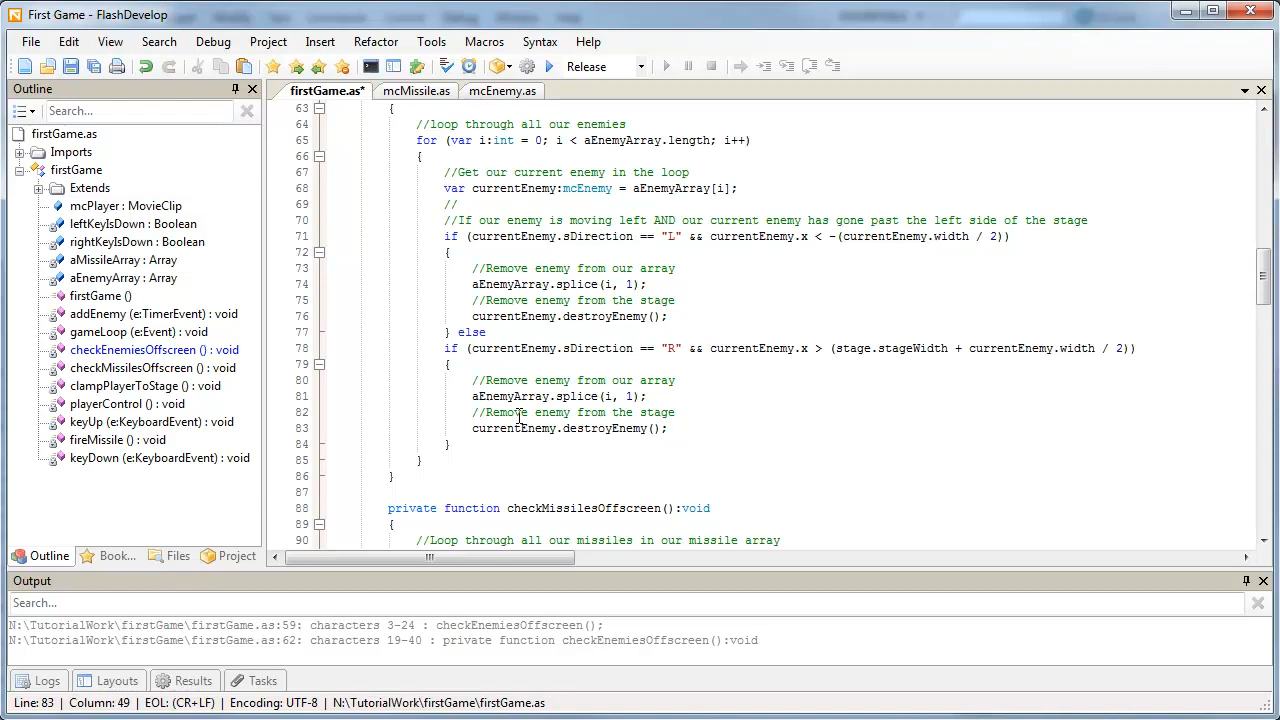 First Game - FlashDevelop
File Edit View Search Debug Project Insert Refactor Tools Macros Syntax Help
Release
Outline
firstGame.as* mcMissile.as mcEnemy.as
Search...
firstGame.as
Imports
firstGame
Extends
mcPlayer : MovieClip
leftKeyIsDown : Boolean
rightKeyIsDown : Boolean
aMissileArray : Array
aEnemyArray : Array
firstGame ()
addEnemy (e:TimerEvent) : void
gameLoop (e:Event) : void
checkEnemiesOffscreen () : void
checkMissilesOffscreen () : void
clampPlayerToStage () : void
playerControl () : void
keyUp (e:KeyboardEvent) : void
fireMissile () : void
keyDown (e:KeyboardEvent) : void
Outline Book... Files Project
63 {
64 //loop through all our enemies
65 for (var i:int = 0; i < aEnemyArray.length; i++)
66 {
67 //Get our current enemy in the loop
68 var currentEnemy:mcEnemy = aEnemyArray[i];
69 //
70 //If our enemy is moving left AND our current enemy has gone past the left side of the stage
71 if (currentEnemy.sDirection == "L" && currentEnemy.x < -(currentEnemy.width / 2))
72 {
73 //Remove enemy from our array
74 aEnemyArray.splice(i, 1);
75 //Remove enemy from the stage
76 currentEnemy.destroyEnemy();
77 } else
78 if (currentEnemy.sDirection == "R" && currentEnemy.x > (stage.stageWidth + currentEnemy.width / 2))
79 {
80 //Remove enemy from our array
81 aEnemyArray.splice(i, 1);
82 //Remove enemy from the stage
83 currentEnemy.destroyEnemy();
84 }
85 }
86 }
87
88 private function checkMissilesOffscreen():void
89 {
90 //Loop through all our missiles in our missile array
Output
Search...
N:\TutorialWork\firstGame\firstGame.as:59: characters 3-24 : checkEnemiesOffscreen();
N:\TutorialWork\firstGame\firstGame.as:62: characters 19-40 : private function checkEnemiesOffscreen():void
Logs Layouts Results Tasks
Line: 83 Column: 49 EOL: (CR+LF) Encoding: UTF-8 N:\TutorialWork\firstGame\firstGame.as